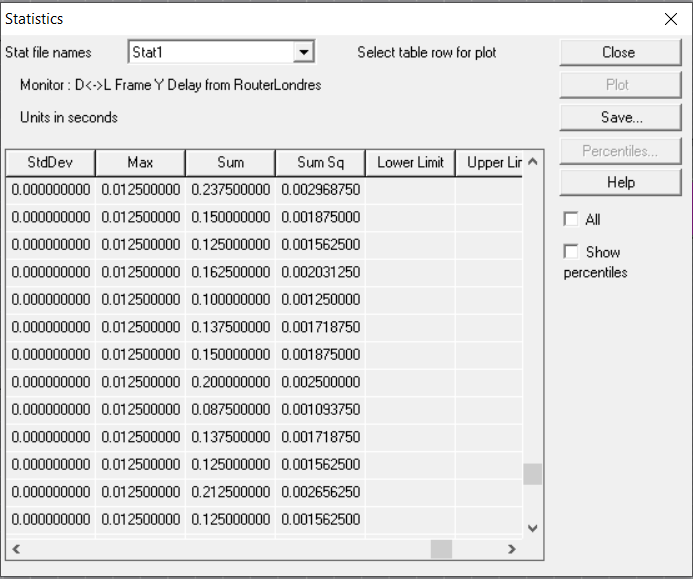 Statistics
Stat file names Stat1 Select table row for plot Close
Monitor : D<->L Frame Y Delay from RouterLondres Plot
Units in seconds Save...
Percentiles...
StdDev Max Sum Sum Sq Lower Limit Upper Lir
Help
0.000000000 0.012500000 0.237500000 0.002968750
0.150000000 0.001875000 All
0.000000000 0.012500000 0.125000000 0.001562500
Show
percentiles
0.000000000 0.012500000 0.162500000 0.002031250
0.000000000 0.012500000 0.100000000 0.001250000
0.000000000 0.012500000 0.137500000 0.001718750
0.000000000 0.012500000 0.150000000 0.001875000
0.000000000 0.012500000 0.200000000 0.002500000
0.000000000 0.012500000 0.087500000 0.001093750
0.000000000 0.012500000 0.137500000 0.001718750
0.000000000 0.012500000 0.125000000 0.001562500
0.000000000 0.012500000 0.212500000 0.002656250
0.000000000 0.012500000 0.125000000 0.001562500